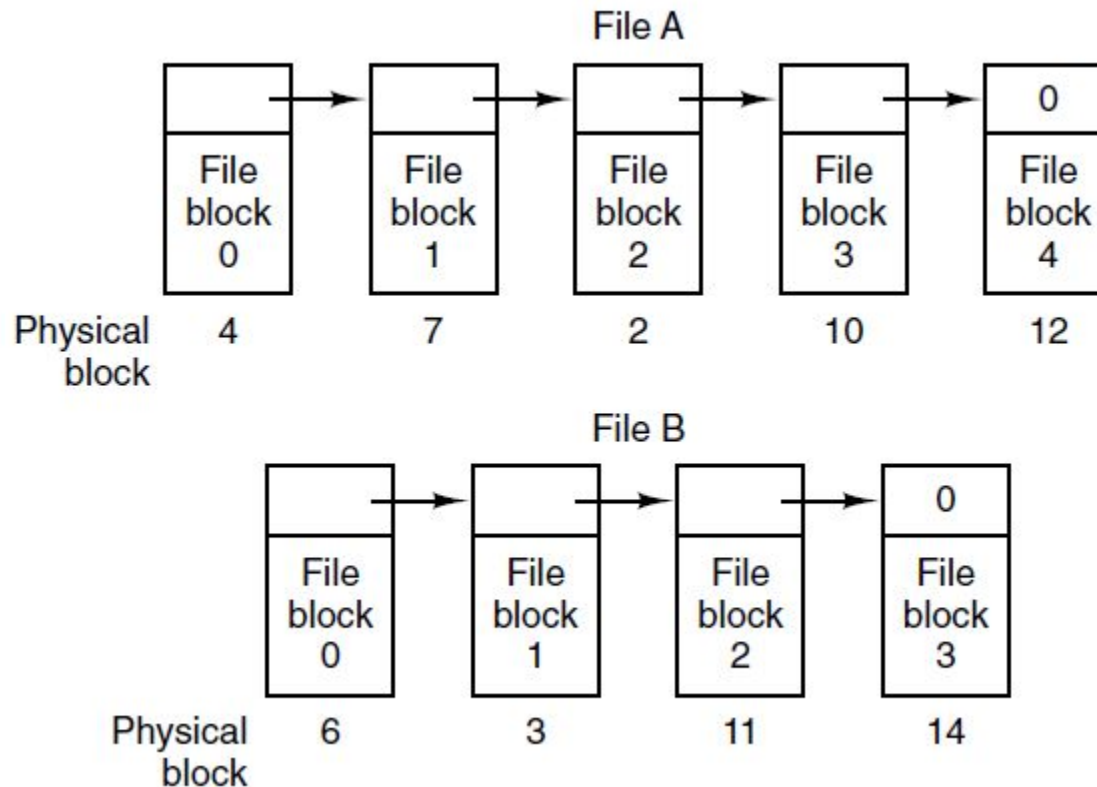 File A
0
File File File File File
block block block block block
0 1 2 3 4
Physical 4 7 2 10 12
block
File B
0
File File File File
block block block block
0 1 2 3
Physical 6 3 11 14
block